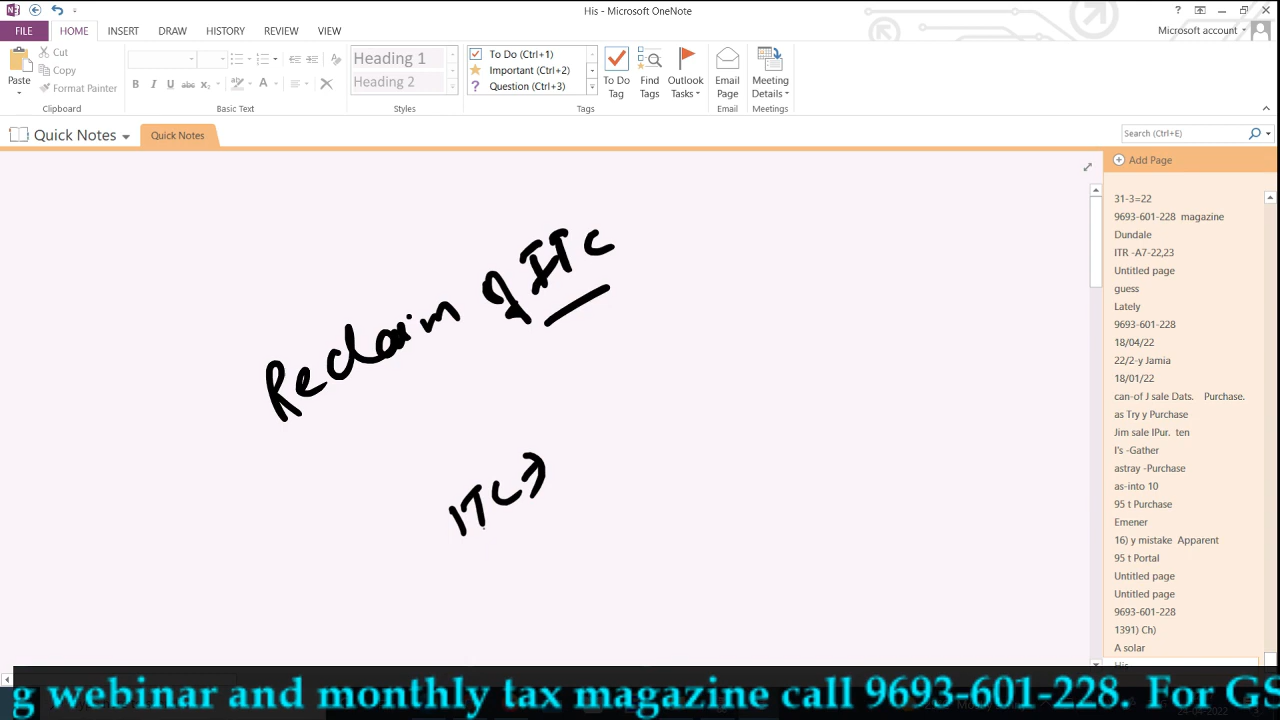 His - Microsoft OneNote
FILE HOME INSERT DRAW HISTORY REVIEW VIEW
Microsoft account
Paste
Cut
Copy
Format Painter
Clipboard
B I U abc A
Basic Text
Heading 1
Heading 2
Styles
To Do (Ctrl+1)
Important (Ctrl+2)
Question (Ctrl+3)
To Do Tag
Find Tags
Tags
Outlook Tasks
Email Page
Email
Meeting Details
Meetings
Quick Notes
Quick Notes
Search (Ctrl+E)
Reclaim of ITC
ITC
Add Page
31-3=22
9693-601-228 magazine
Dundale
ITR -A7-22,23
Untitled page
guess
Lately
9693-601-228
18/04/22
22/2-y Jamia
18/01/22
can-of J sale Dats. Purchase.
as Try y Purchase
Jim sale IPur. ten
I's -Gather
astray -Purchase
as-into 10
95 t Purchase
Emener
16) y mistake Apparent
95 t Portal
Untitled page
Untitled page
9693-601-228
1391) Ch)
A solar
His
g webinar and monthly tax magazine call 9693-601-228. For GS